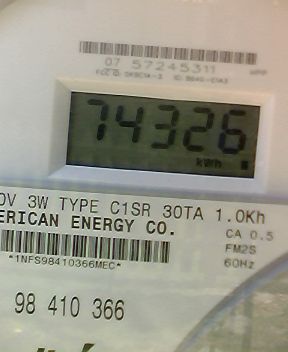 07 57245311
74326
kWh
0V 3W TYPE C1SR 30TA 1.0Kh
ERICAN ENERGY CO.
CA 0.5
FM2S
*1NFS98410366MEC*
60Hz
98 410 366